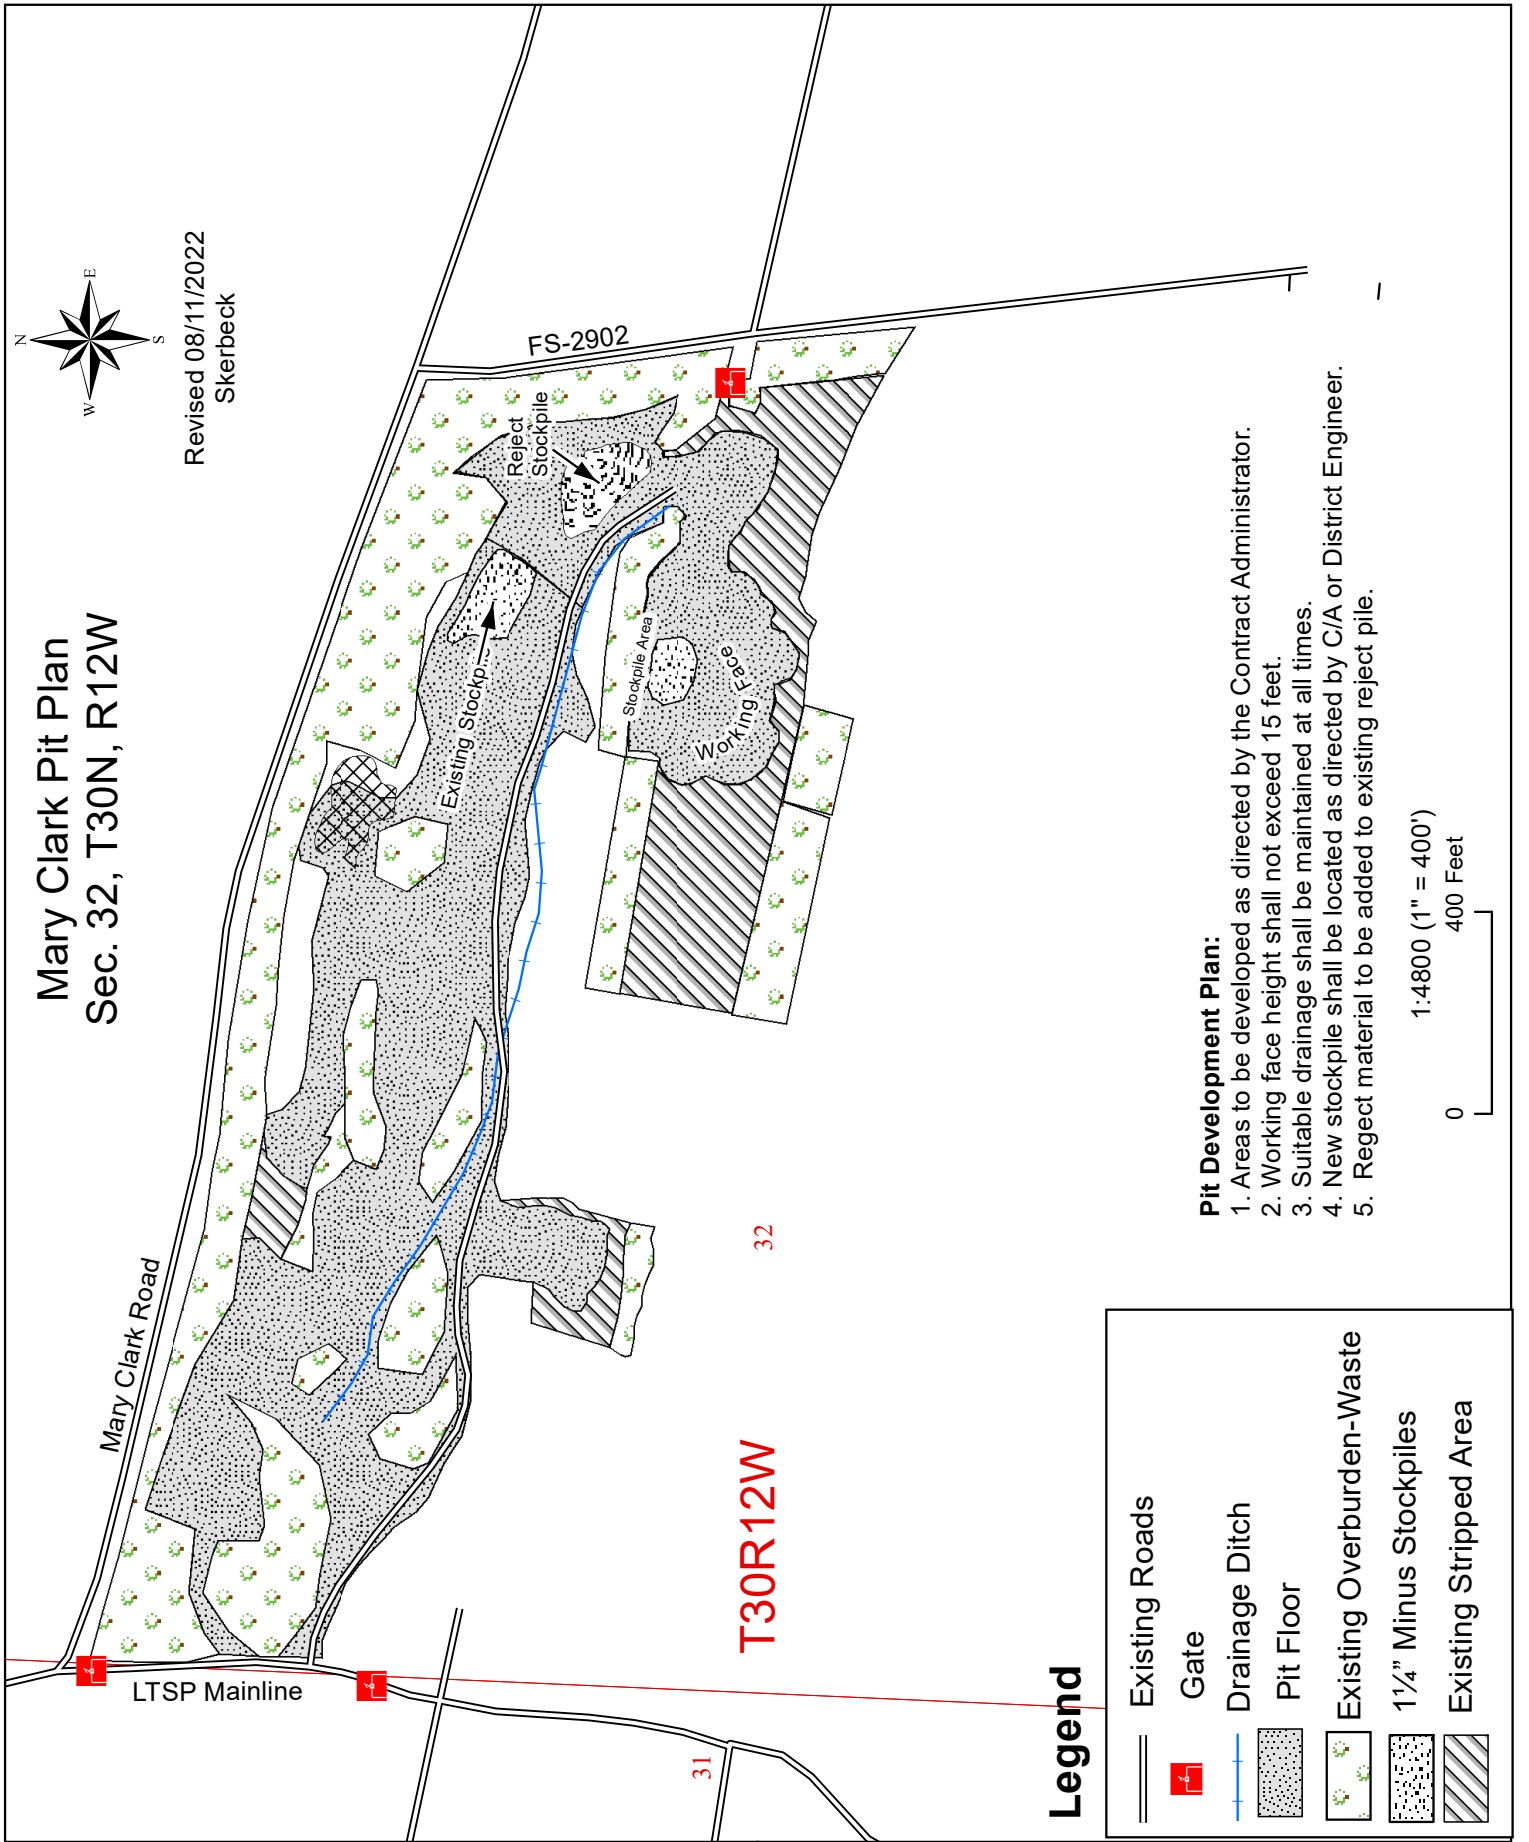 Mary Clark Pit Plan
Sec. 32, T30N, R12W
N
W
E
S
Revised 08/11/2022
Skerbeck
Mary Clark Road
FS-2902
LTSP Mainline
Reject
Stockpile
Existing Stockpil
Stockpile Area
Working Face
32
31
T30R12W
Pit Development Plan:
1. Areas to be developed as directed by the Contract Administrator.
2. Working face height shall not exceed 15 feet.
3. Suitable drainage shall be maintained at all times.
4. New stockpile shall be located as directed by C/A or District Engineer.
5. Regect material to be added to existing reject pile.
1:4800 (1" = 400')
0
400 Feet
Legend
Existing Roads
Gate
Drainage Ditch
Pit Floor
Existing Overburden-Waste
1¼” Minus Stockpiles
Existing Stripped Area